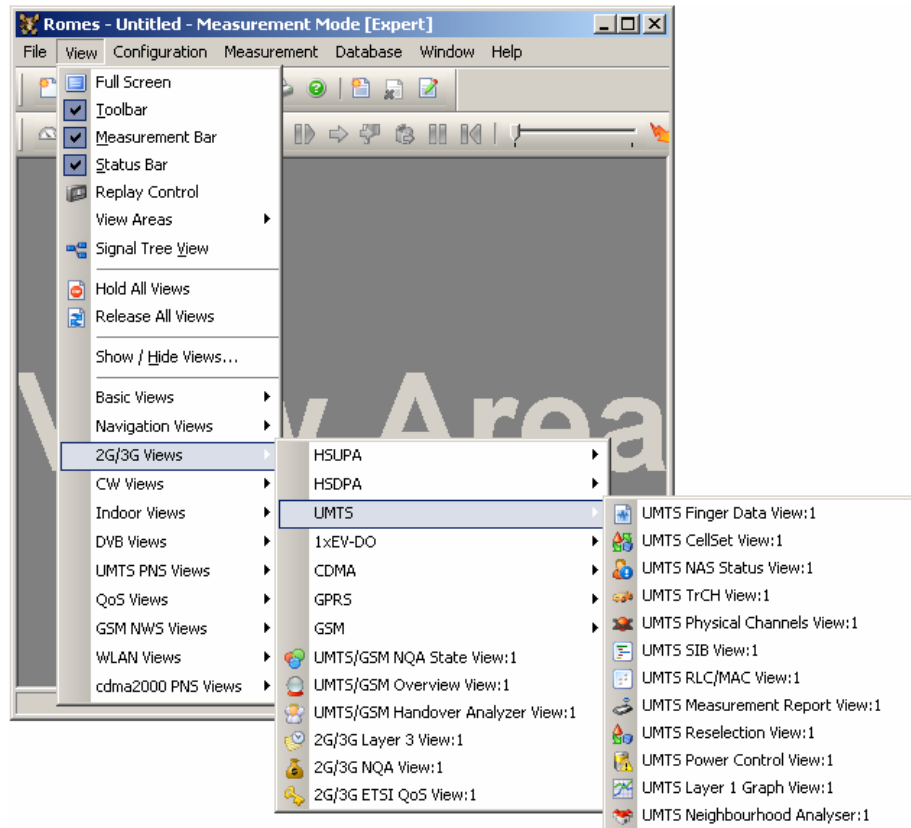 Romes - Untitled - Measurement Mode [Expert]
File View Configuration Measurement Database Window Help
Full Screen
Toolbar
Measurement Bar
Status Bar
Replay Control
View Areas
Signal Tree View
Hold All Views
Release All Views
Show / Hide Views...
Basic Views
Navigation Views
2G/3G Views
CW Views
Indoor Views
DVB Views
UMTS PNS Views
QoS Views
GSM NWS Views
WLAN Views
cdma2000 PNS Views
Area
HSUPA
HSDPA
UMTS
1xEV-DO
CDMA
GPRS
GSM
UMTS/GSM NQA State View:1
UMTS/GSM Overview View:1
UMTS/GSM Handover Analyzer View:1
2G/3G Layer 3 View:1
2G/3G NQA View:1
2G/3G ETSI QoS View:1
UMTS Finger Data View:1
UMTS CellSet View:1
UMTS NAS Status View:1
UMTS TrCH View:1
UMTS Physical Channels View:1
UMTS SIB View:1
UMTS RLC/MAC View:1
UMTS Measurement Report View:1
UMTS Reselection View:1
UMTS Power Control View:1
UMTS Layer 1 Graph View:1
UMTS Neighbourhood Analyser:1